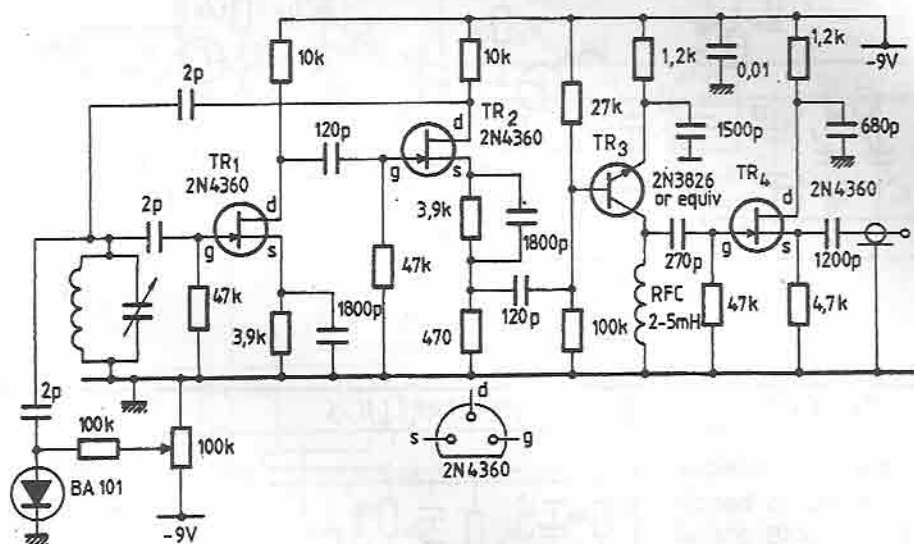 10k
10k
1,2k
0,01
1,2k
-9V
2p
27k
TR2
2N4360
d
1500p
680p
120p
TR3
TR1
2N4360
g
s
2N3826
or equiv
TR4
2N4360
2p
d
3,9k
g
s
1800p
270p
g
d
s
1200p
47k
47k
RFC
2-5mH
47k
4,7k
3,9k
1800p
470
120p
100k
2p
100k
100k
d
s
g
2N4360
BA 101
-9V